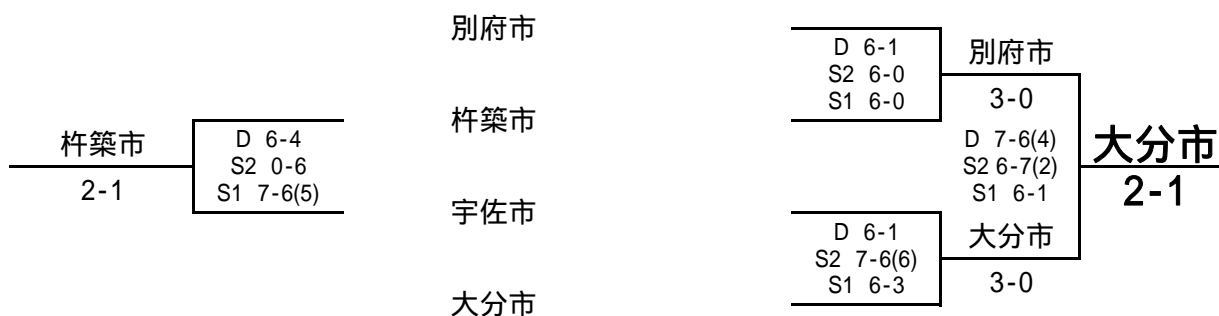 別府市
D 6-1
S2 6-0
S1 6-0
別府市
3-0
杵築市
杵築市
2-1
D 6-4
S2 0-6
S1 7-6(5)
D 7-6(4)
S2 6-7(2)
S1 6-1
大分市
2-1
宇佐市
D 6-1
S2 7-6(6)
S1 6-3
大分市
3-0
大分市